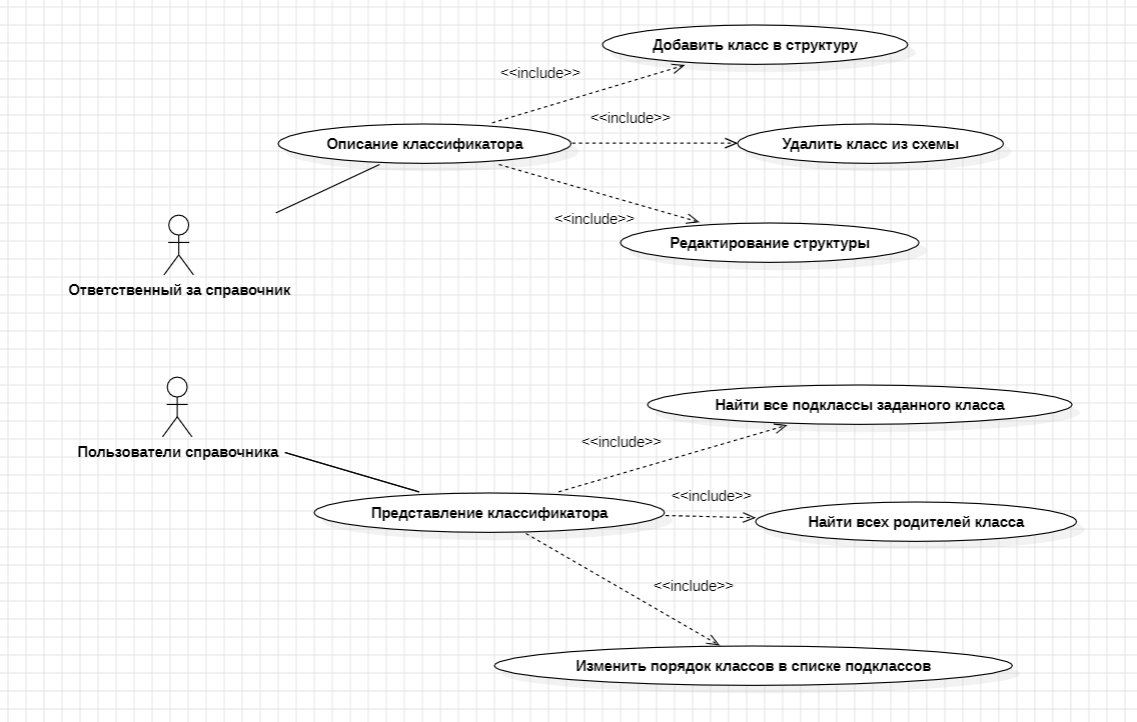 Добавить класс в структуру
<<include>>
<<include>>
Описание классификатора
Удалить класс из схемы
<<include>>
Редактирование структуры
Ответственный за справочник
Найти все подклассы заданного класса
<<include>>
Пользователи справочника
<<include>>
Представление классификатора
Найти всех родителей класса
<<include>>
Изменить порядок классов в списке подклассов